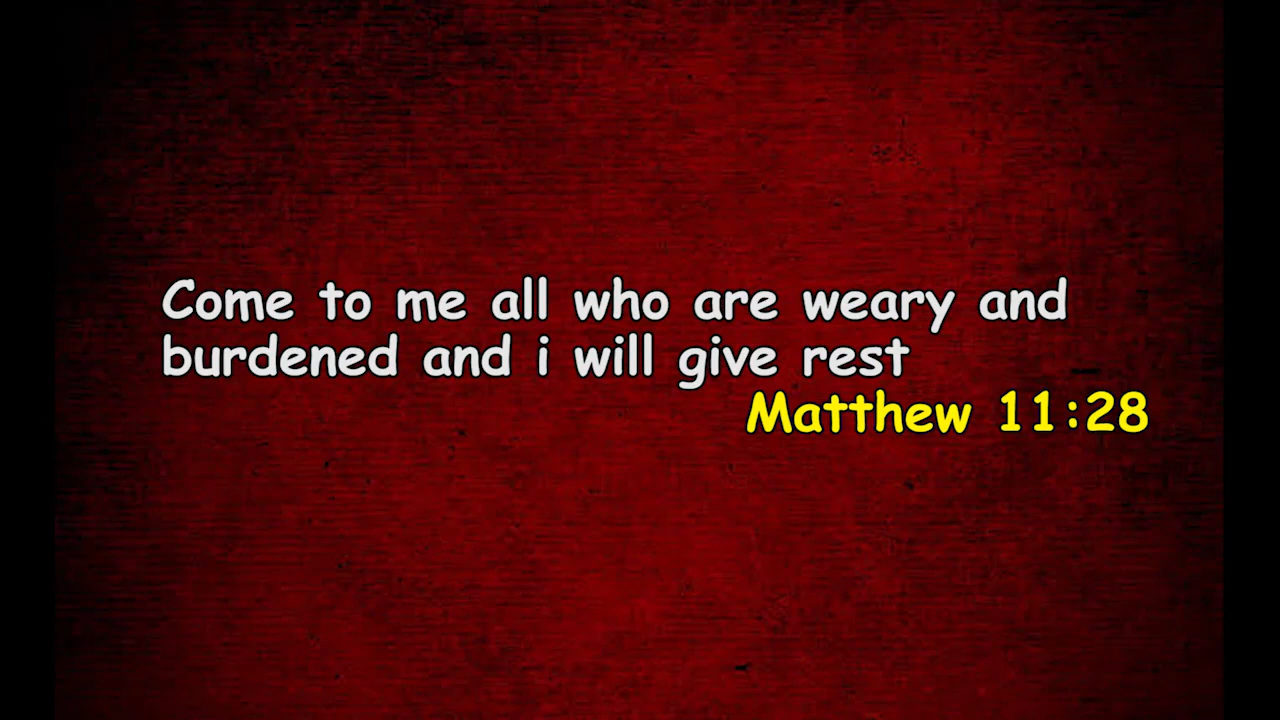 Come to me all who are weary and
burdened and i will give rest
Matthew 11:28